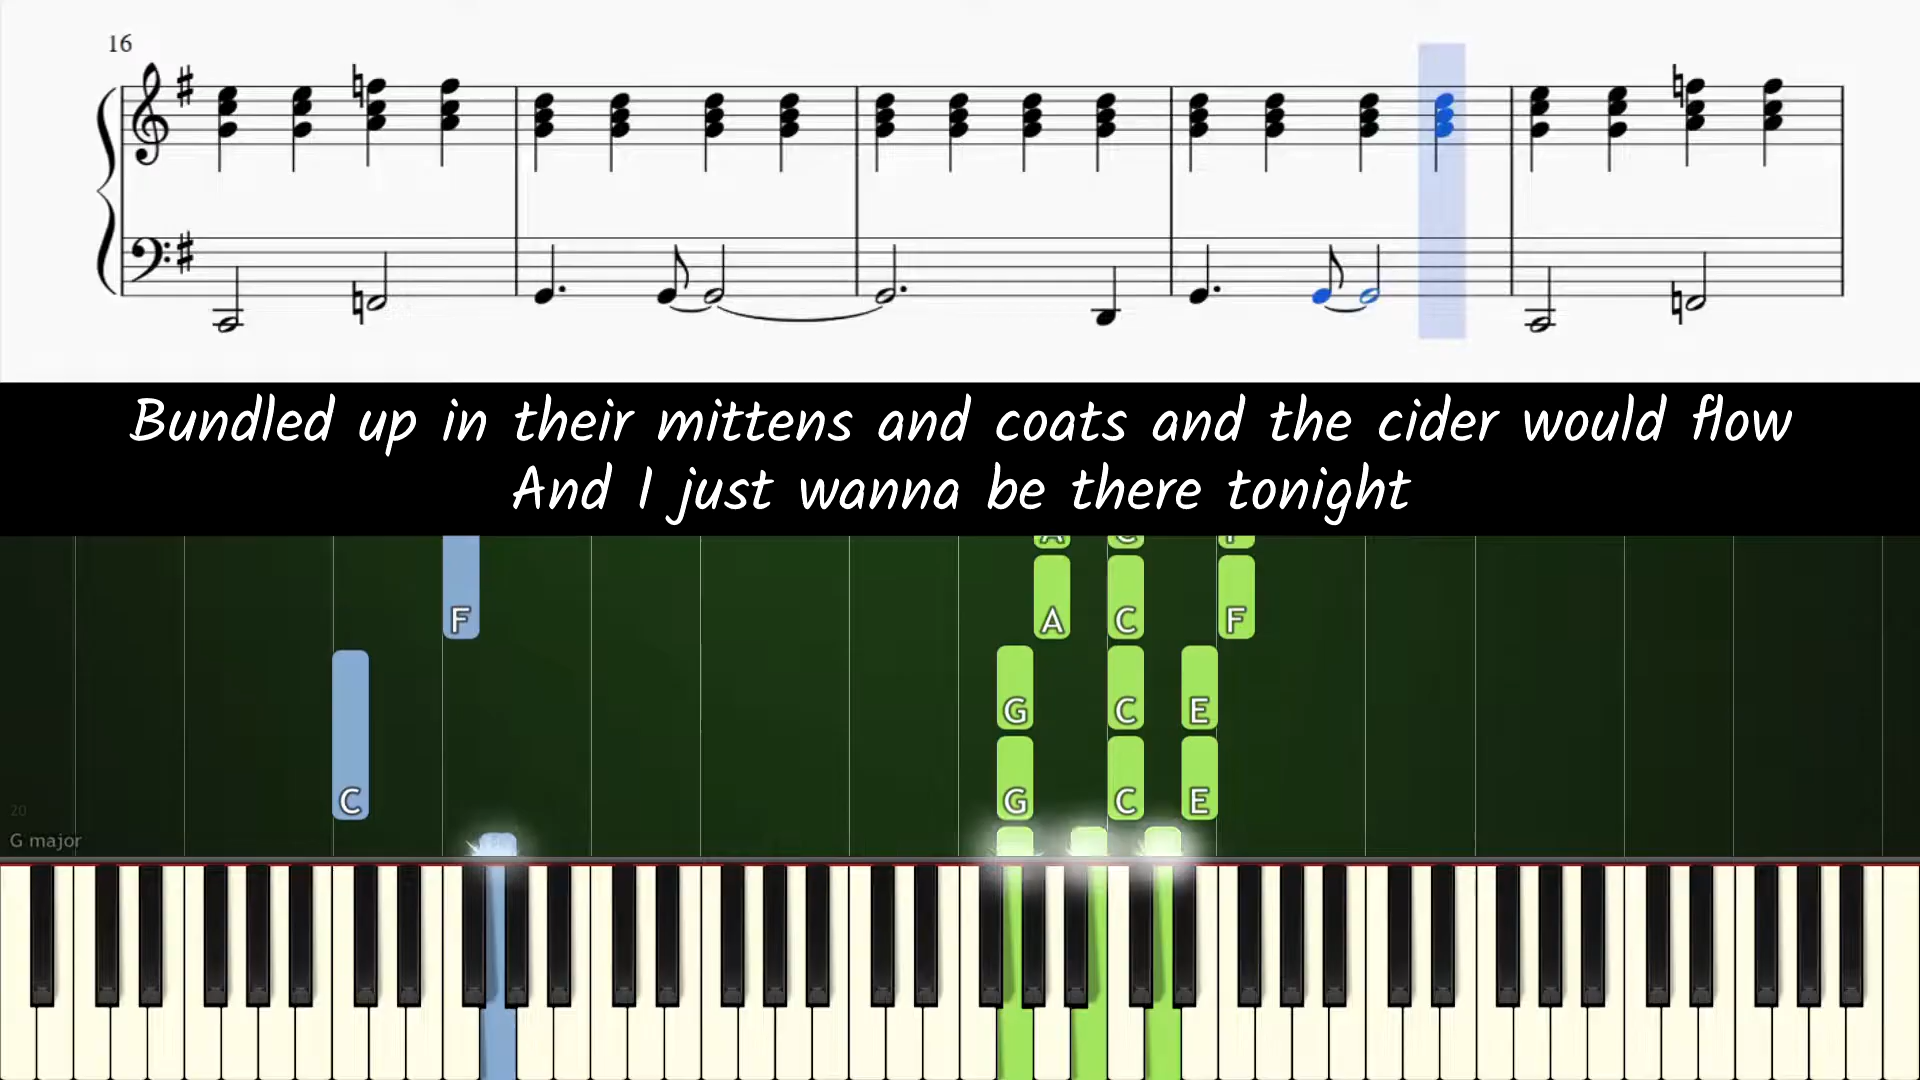 16
Bundled up in their mittens and coats and the cider would flow
And I just wanna be there tonight
A C F
F A C F
G C E
C G C E
20
G major